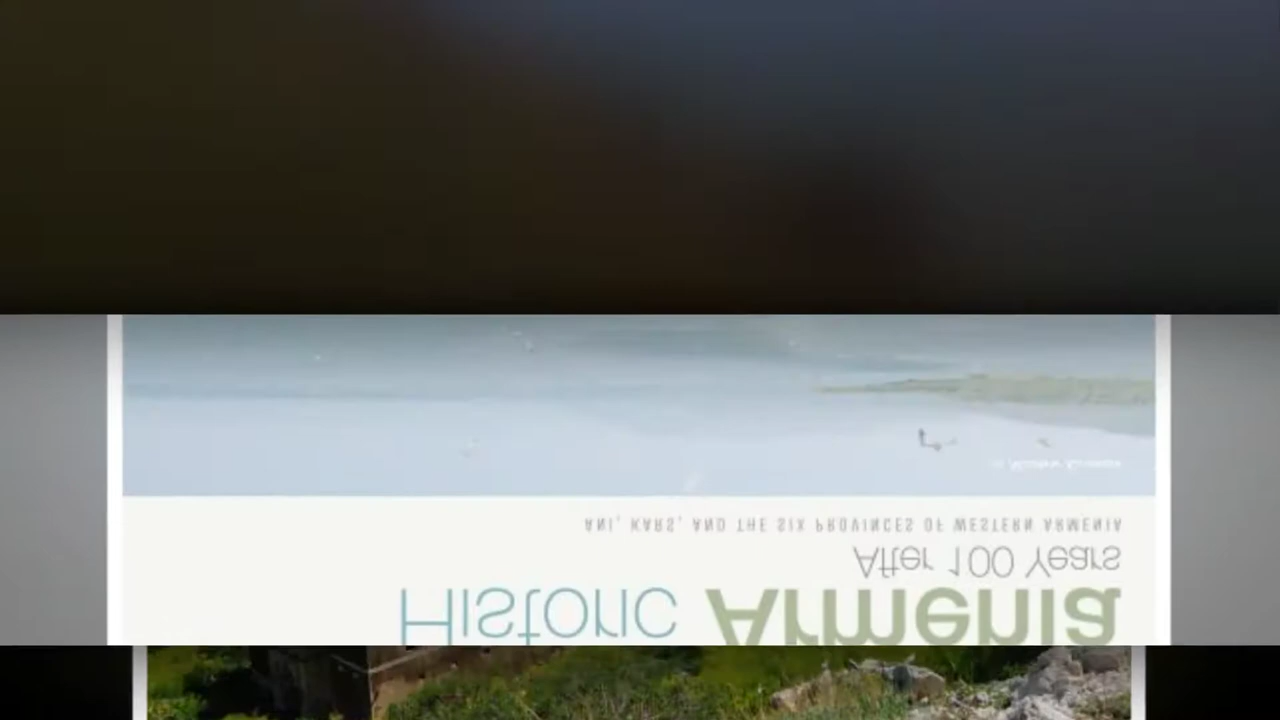 Historic Armenia
After 100 Years
ANI, KARS, AND THE SIX PROVINCES OF WESTERN ARMENIA